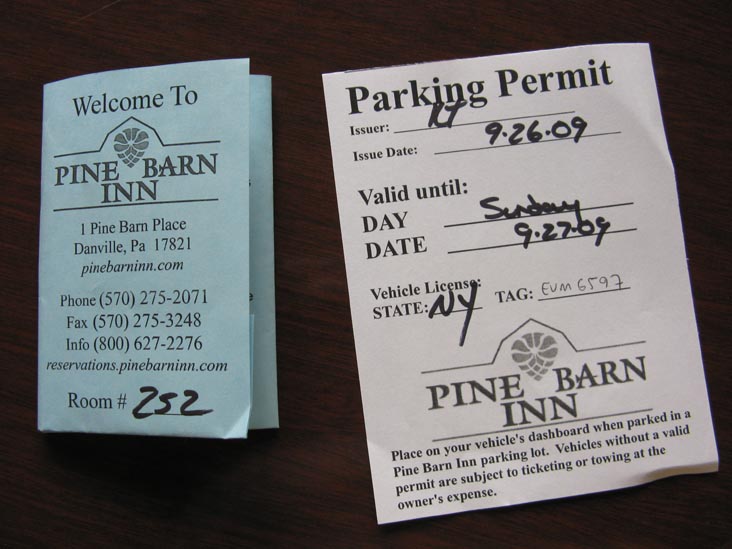 Welcome To
PINE BARN
INN
1 Pine Barn Place
Danville, Pa 17821
pinebarninn.com
Phone (570) 275-2071
Fax (570) 275-3248
Info (800) 627-2276
reservations.pinebarninn.com
Room # 252
Parking Permit
Issuer:
Issue Date: 9-26-09
Valid until:
DAY Sunday
DATE 9-27-09
Vehicle License:
STATE: NY TAG: EVM 6597
PINE BARN
INN
Place on your vehicle's dashboard when parked in a
Pine Barn Inn parking lot. Vehicles without a valid
permit are subject to ticketing or towing at the
owner's expense.